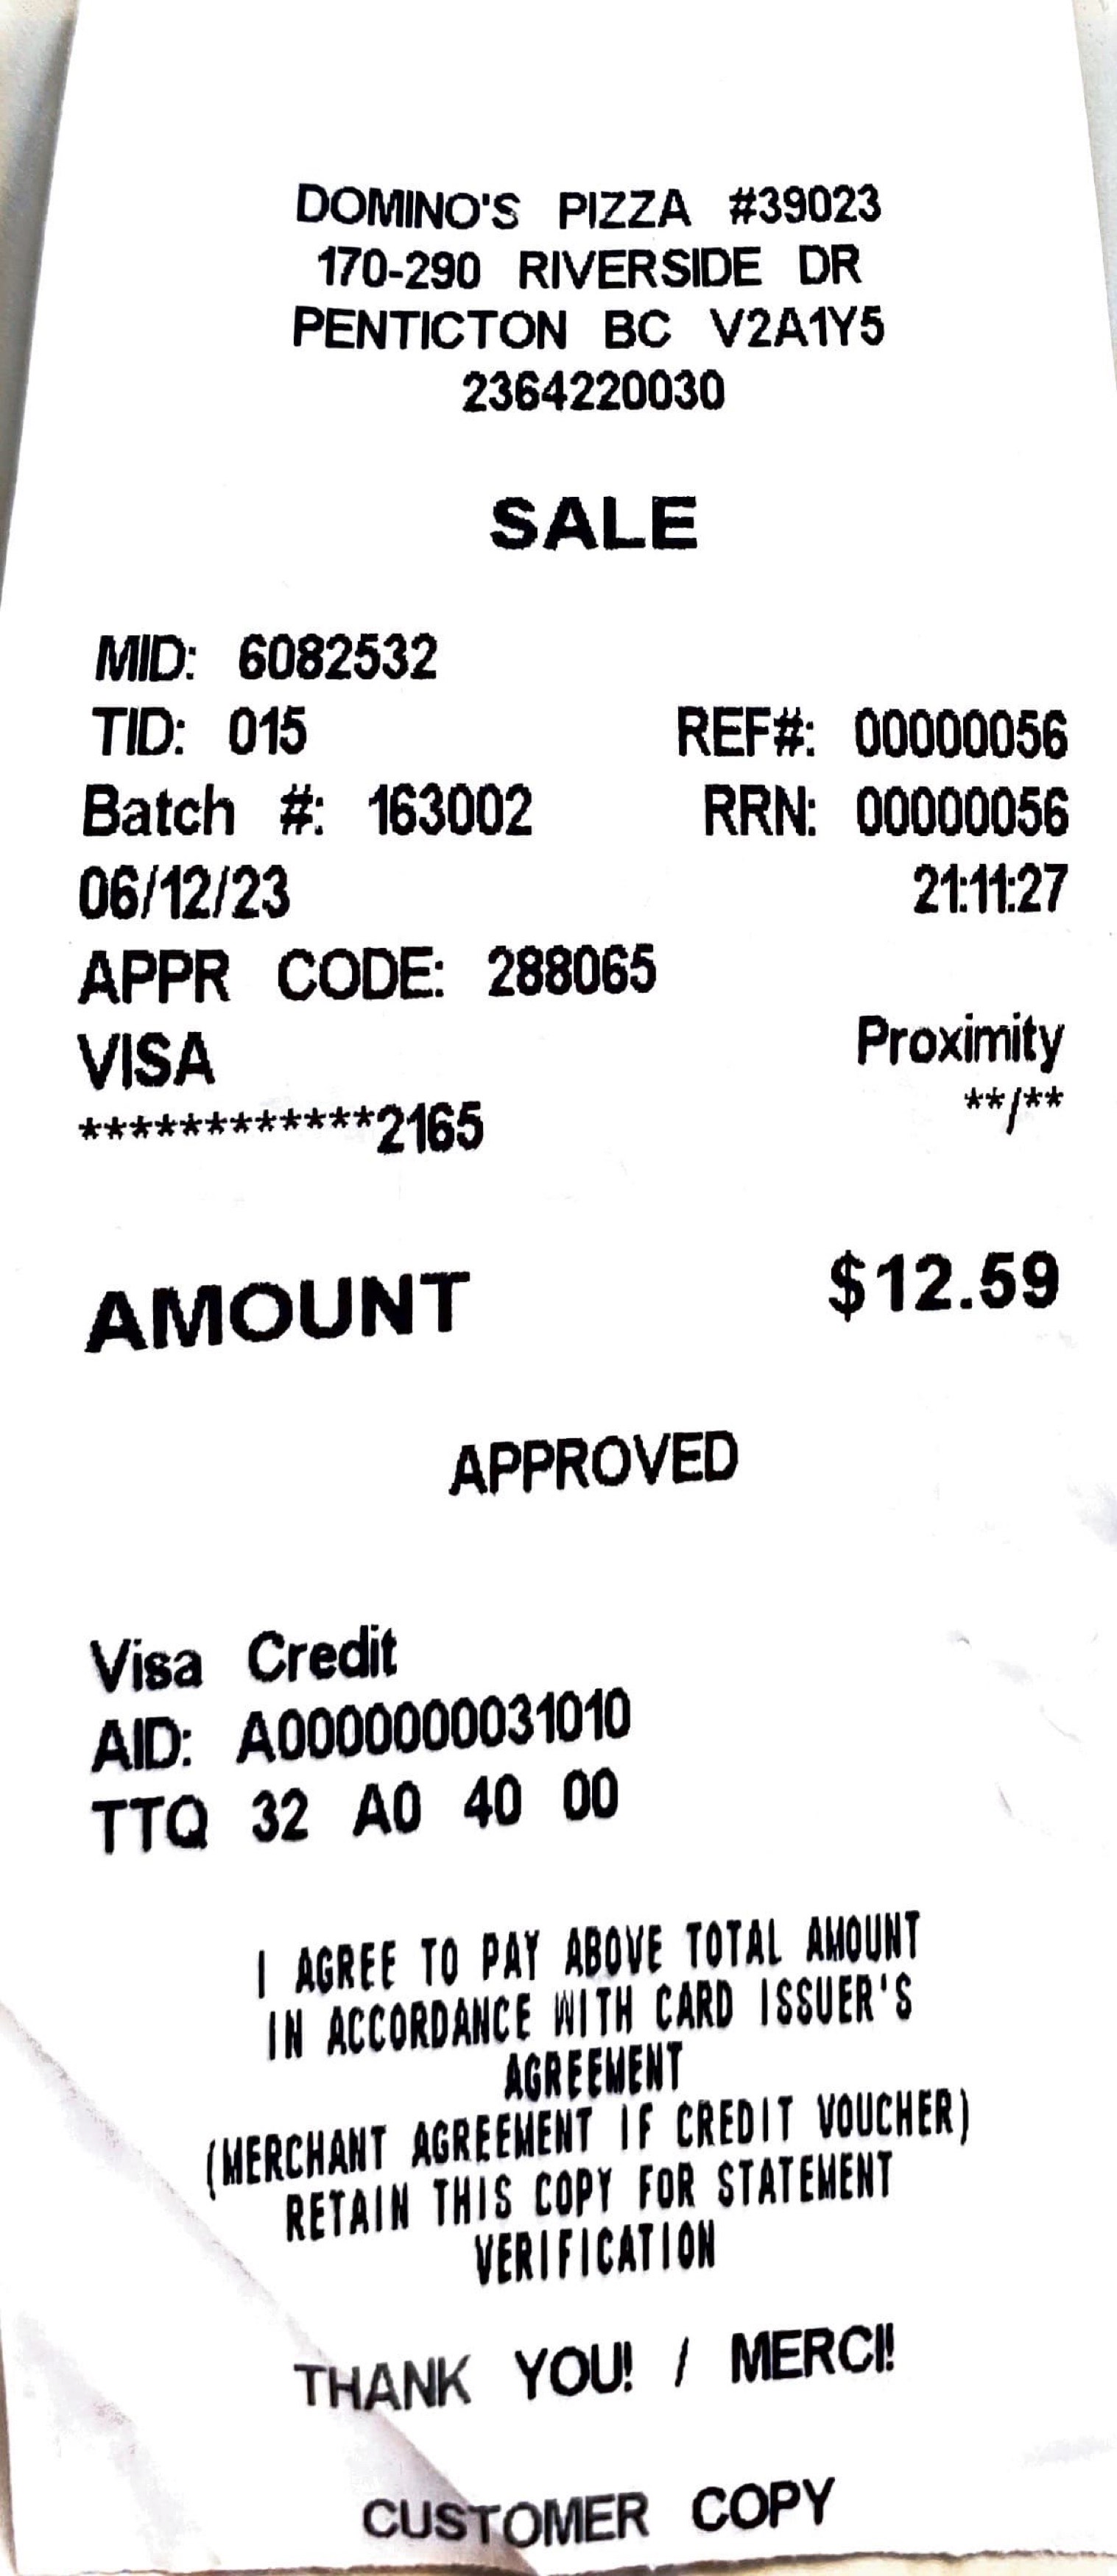 DOMINO'S PIZZA #39023
170-290 RIVERSIDE DR
PENTICTON BC V2A1Y5
2364220030
SALE
MID: 6082532
TID: 015 REF#: 00000056
Batch #: 163002 RRN: 00000056
06/12/23 21:11:27
APPR CODE: 288065
VISA Proximity
************2165 **/**
AMOUNT $12.59
APPROVED
Visa Credit
AID: A0000000031010
TTQ 32 A0 40 00
I AGREE TO PAY ABOVE TOTAL AMOUNT
IN ACCORDANCE WITH CARD ISSUER'S
AGREEMENT
(MERCHANT AGREEMENT IF CREDIT VOUCHER)
RETAIN THIS COPY FOR STATEMENT
VERIFICATION
THANK YOU! / MERCI!
CUSTOMER COPY